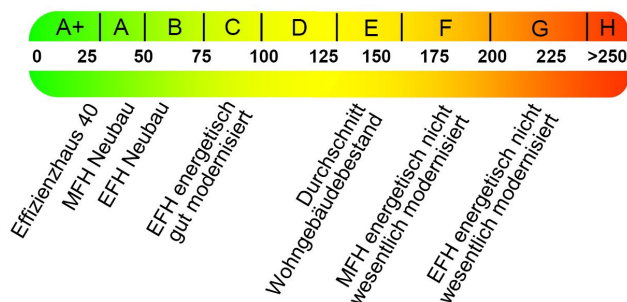 A+ A B C D E F G H
0 25 50 75 100 125 150 175 200 225 >250
Effizienzhaus 40
MFH Neubau
EFH Neubau
EFH energetisch
gut modernisiert
Durchschnitt
Wohngebäudebestand
MFH energetisch nicht
wesentlich modernisiert
EFH energetisch nicht
wesentlich modernisiert